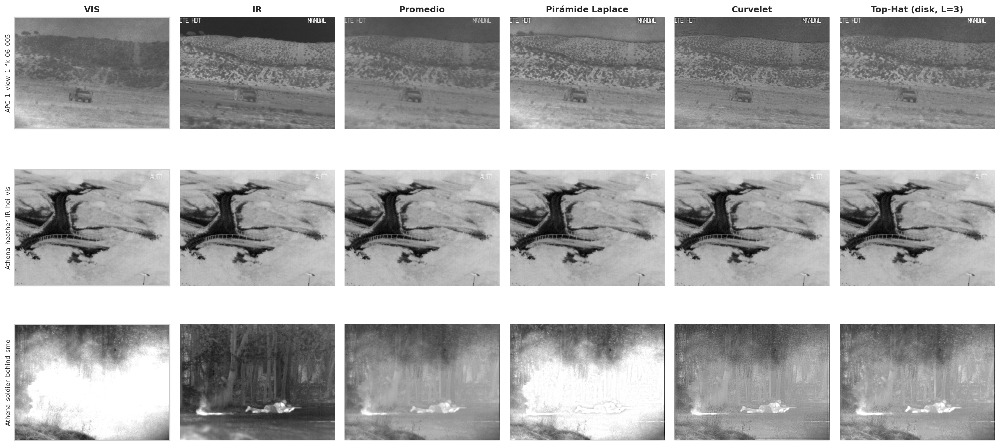 VIS IR Promedio Pirámide Laplace Curvelet Top-Hat (disk, L=3)
APC_1_view_1_fk_06_005
ITE HOT MANUAL ITE HOT MANUAL ITE HOT MANUAL ITE HOT MANUAL ITE HOT MANUAL
Athena_heather_IR_hei_vis
AUTO AUTO AUTO AUTO AUTO AUTO
Athena_soldier_behind_smo